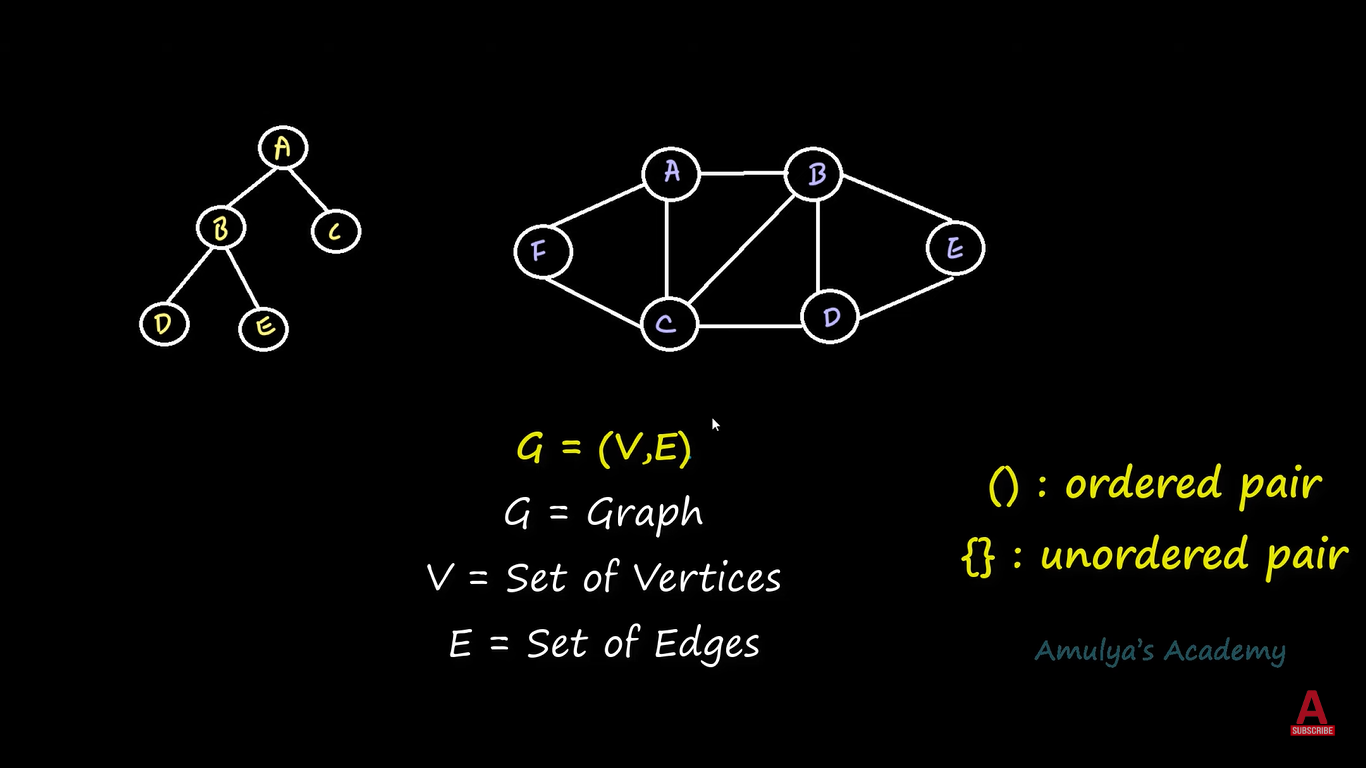 A
B
C
D
E
A
B
F
E
C
D
G = (V,E)
G = Graph
V = Set of Vertices
E = Set of Edges
() : ordered pair
{} : unordered pair
Amulya's Academy
A
SUBSCRIBE